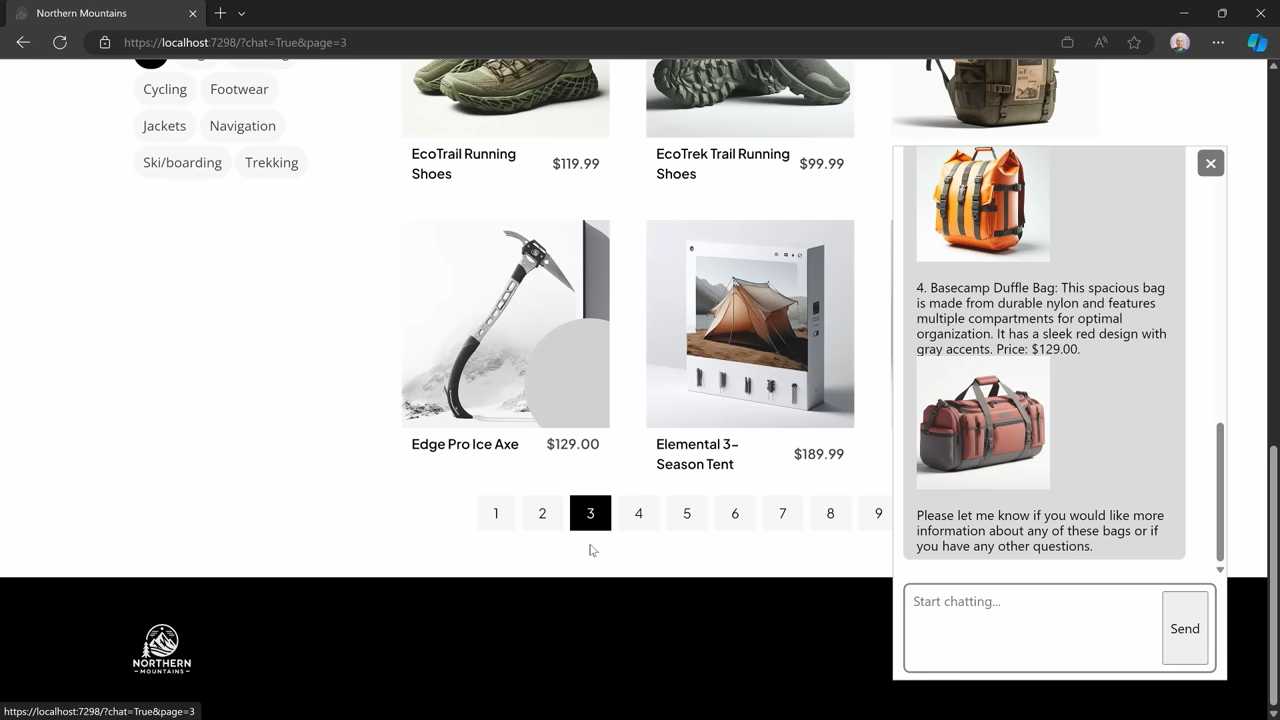 Northern Mountains
https://localhost:7298/?chat=True&page=3
Cycling
Footwear
Jackets
Navigation
Ski/boarding
Trekking
EcoTrail Running
Shoes
$119.99
EcoTrek Trail Running
Shoes
$99.99
Edge Pro Ice Axe
$129.00
Elemental 3-
Season Tent
$189.99
1 2 3 4 5 6 7 8 9
4. Basecamp Duffle Bag: This spacious bag
is made from durable nylon and features
multiple compartments for optimal
organization. It has a sleek red design with
gray accents. Price: $129.00.
Please let me know if you would like more
information about any of these bags or if
you have any other questions.
Start chatting...
Send
NORTHERN
MOUNTAINS
https://localhost:7298/?chat=True&page=3